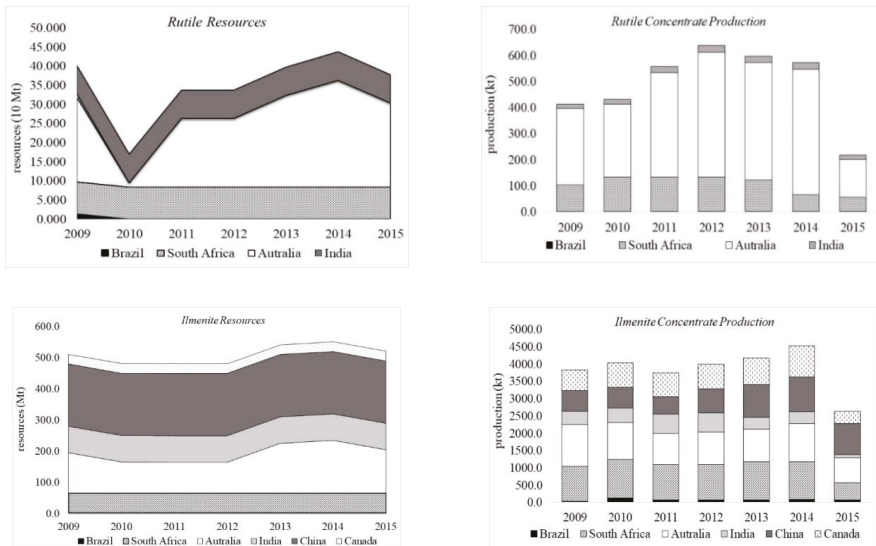 Rutile Resources
resources (10 Mt)
50.000
45.000
40.000
35.000
30.000
25.000
20.000
15.000
10.000
5.000
0.000
2009 2010 2011 2012 2013 2014 2015
Brazil South Africa Autralia India
Rutile Concentrate Production
production (kt)
700.0
600.0
500.0
400.0
300.0
200.0
100.0
0.0
2009 2010 2011 2012 2013 2014 2015
Brazil South Africa Autralia India
Ilmenite Resources
resources (Mt)
600.0
500.0
400.0
300.0
200.0
100.0
0.0
2009 2010 2011 2012 2013 2014 2015
Brazil South Africa Autralia India China Canada
Ilmenite Concentrate Production
production (kt)
5000.0
4500.0
4000.0
3500.0
3000.0
2500.0
2000.0
1500.0
1000.0
500.0
0.0
2009 2010 2011 2012 2013 2014 2015
Brazil South Africa Autralia India China Canada